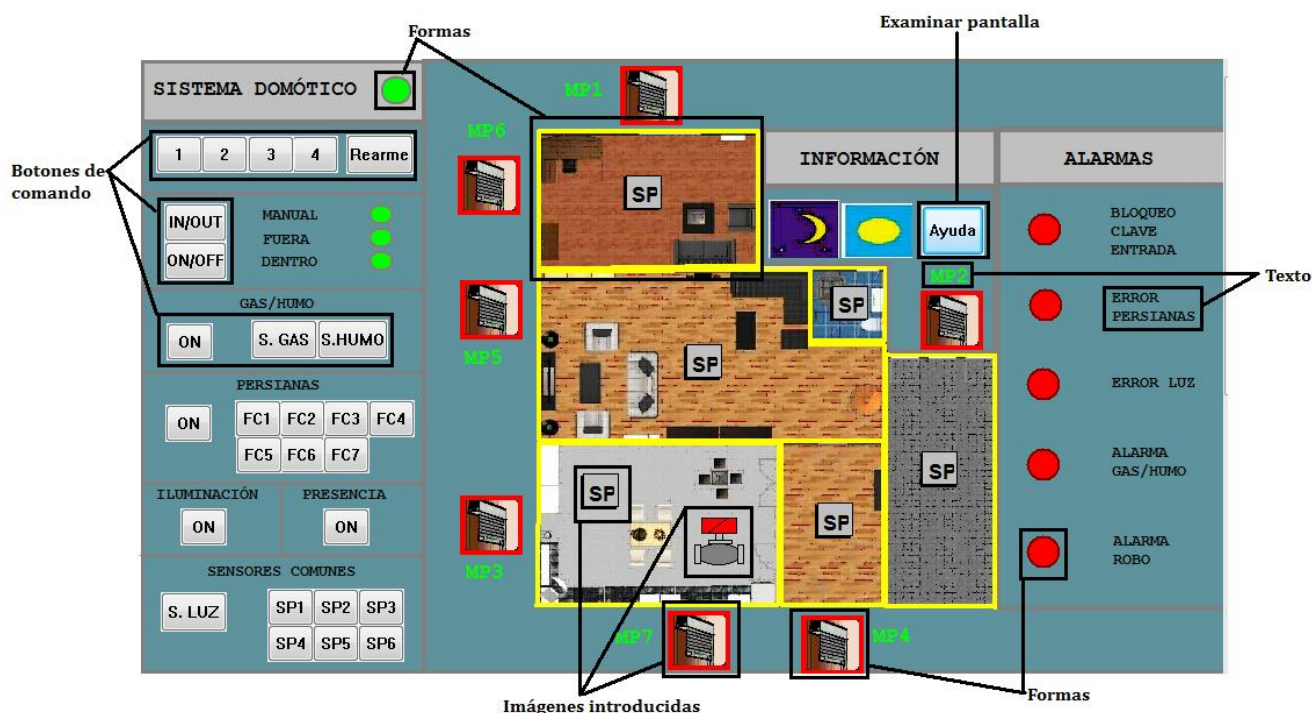 Examinar pantalla
Formas
SISTEMA DOMÓTICO
MP1
MP6
Botones de
comando
1 2 3 4 Rearme
SP
INFORMACIÓN
ALARMAS
IN/OUT
ON/OFF
MANUAL
FUERA
DENTRO
Ayuda
BLOQUEO
CLAVE
ENTRADA
MP2
Texto
GAS/HUMO
ON S. GAS S.HUMO
SP
ERROR
PERSIANAS
MP5
SP
PERSIANAS
ON FC1 FC2 FC3 FC4
FC5 FC6 FC7
ERROR LUZ
SP
ALARMA
GAS/HUMO
ILUMINACIÓN
ON
PRESENCIA
ON
SP
SP
MP3
ALARMA
ROBO
SENSORES COMUNES
S. LUZ SP1 SP2 SP3
SP4 SP5 SP6
MP7
MP4
Imágenes introducidas
Formas